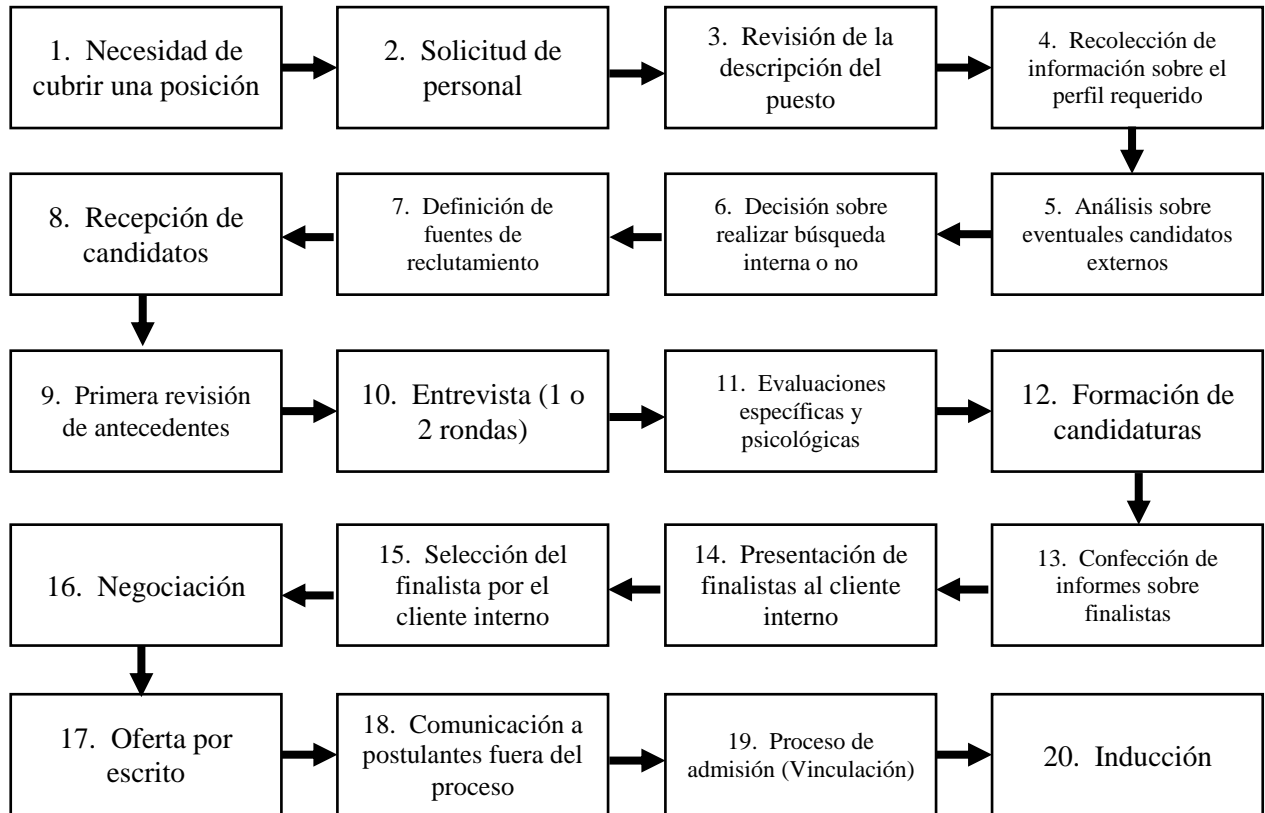 1. Necesidad de
cubrir una posición
2. Solicitud de
personal
3. Revisión de la
descripción del
puesto
4. Recolección de
información sobre el
perfil requerido
8. Recepción de
candidatos
7. Definición de
fuentes de
reclutamiento
6. Decisión sobre
realizar búsqueda
interna o no
5. Análisis sobre
eventuales candidatos
externos
9. Primera revisión
de antecedentes
10. Entrevista (1 o
2 rondas)
11. Evaluaciones
específicas y
psicológicas
12. Formación de
candidaturas
16. Negociación
15. Selección del
finalista por el
cliente interno
14. Presentación de
finalistas al cliente
interno
13. Confección de
informes sobre
finalistas
17. Oferta por
escrito
18. Comunicación a
postulantes fuera del
proceso
19. Proceso de
admisión (Vinculación)
20. Inducción